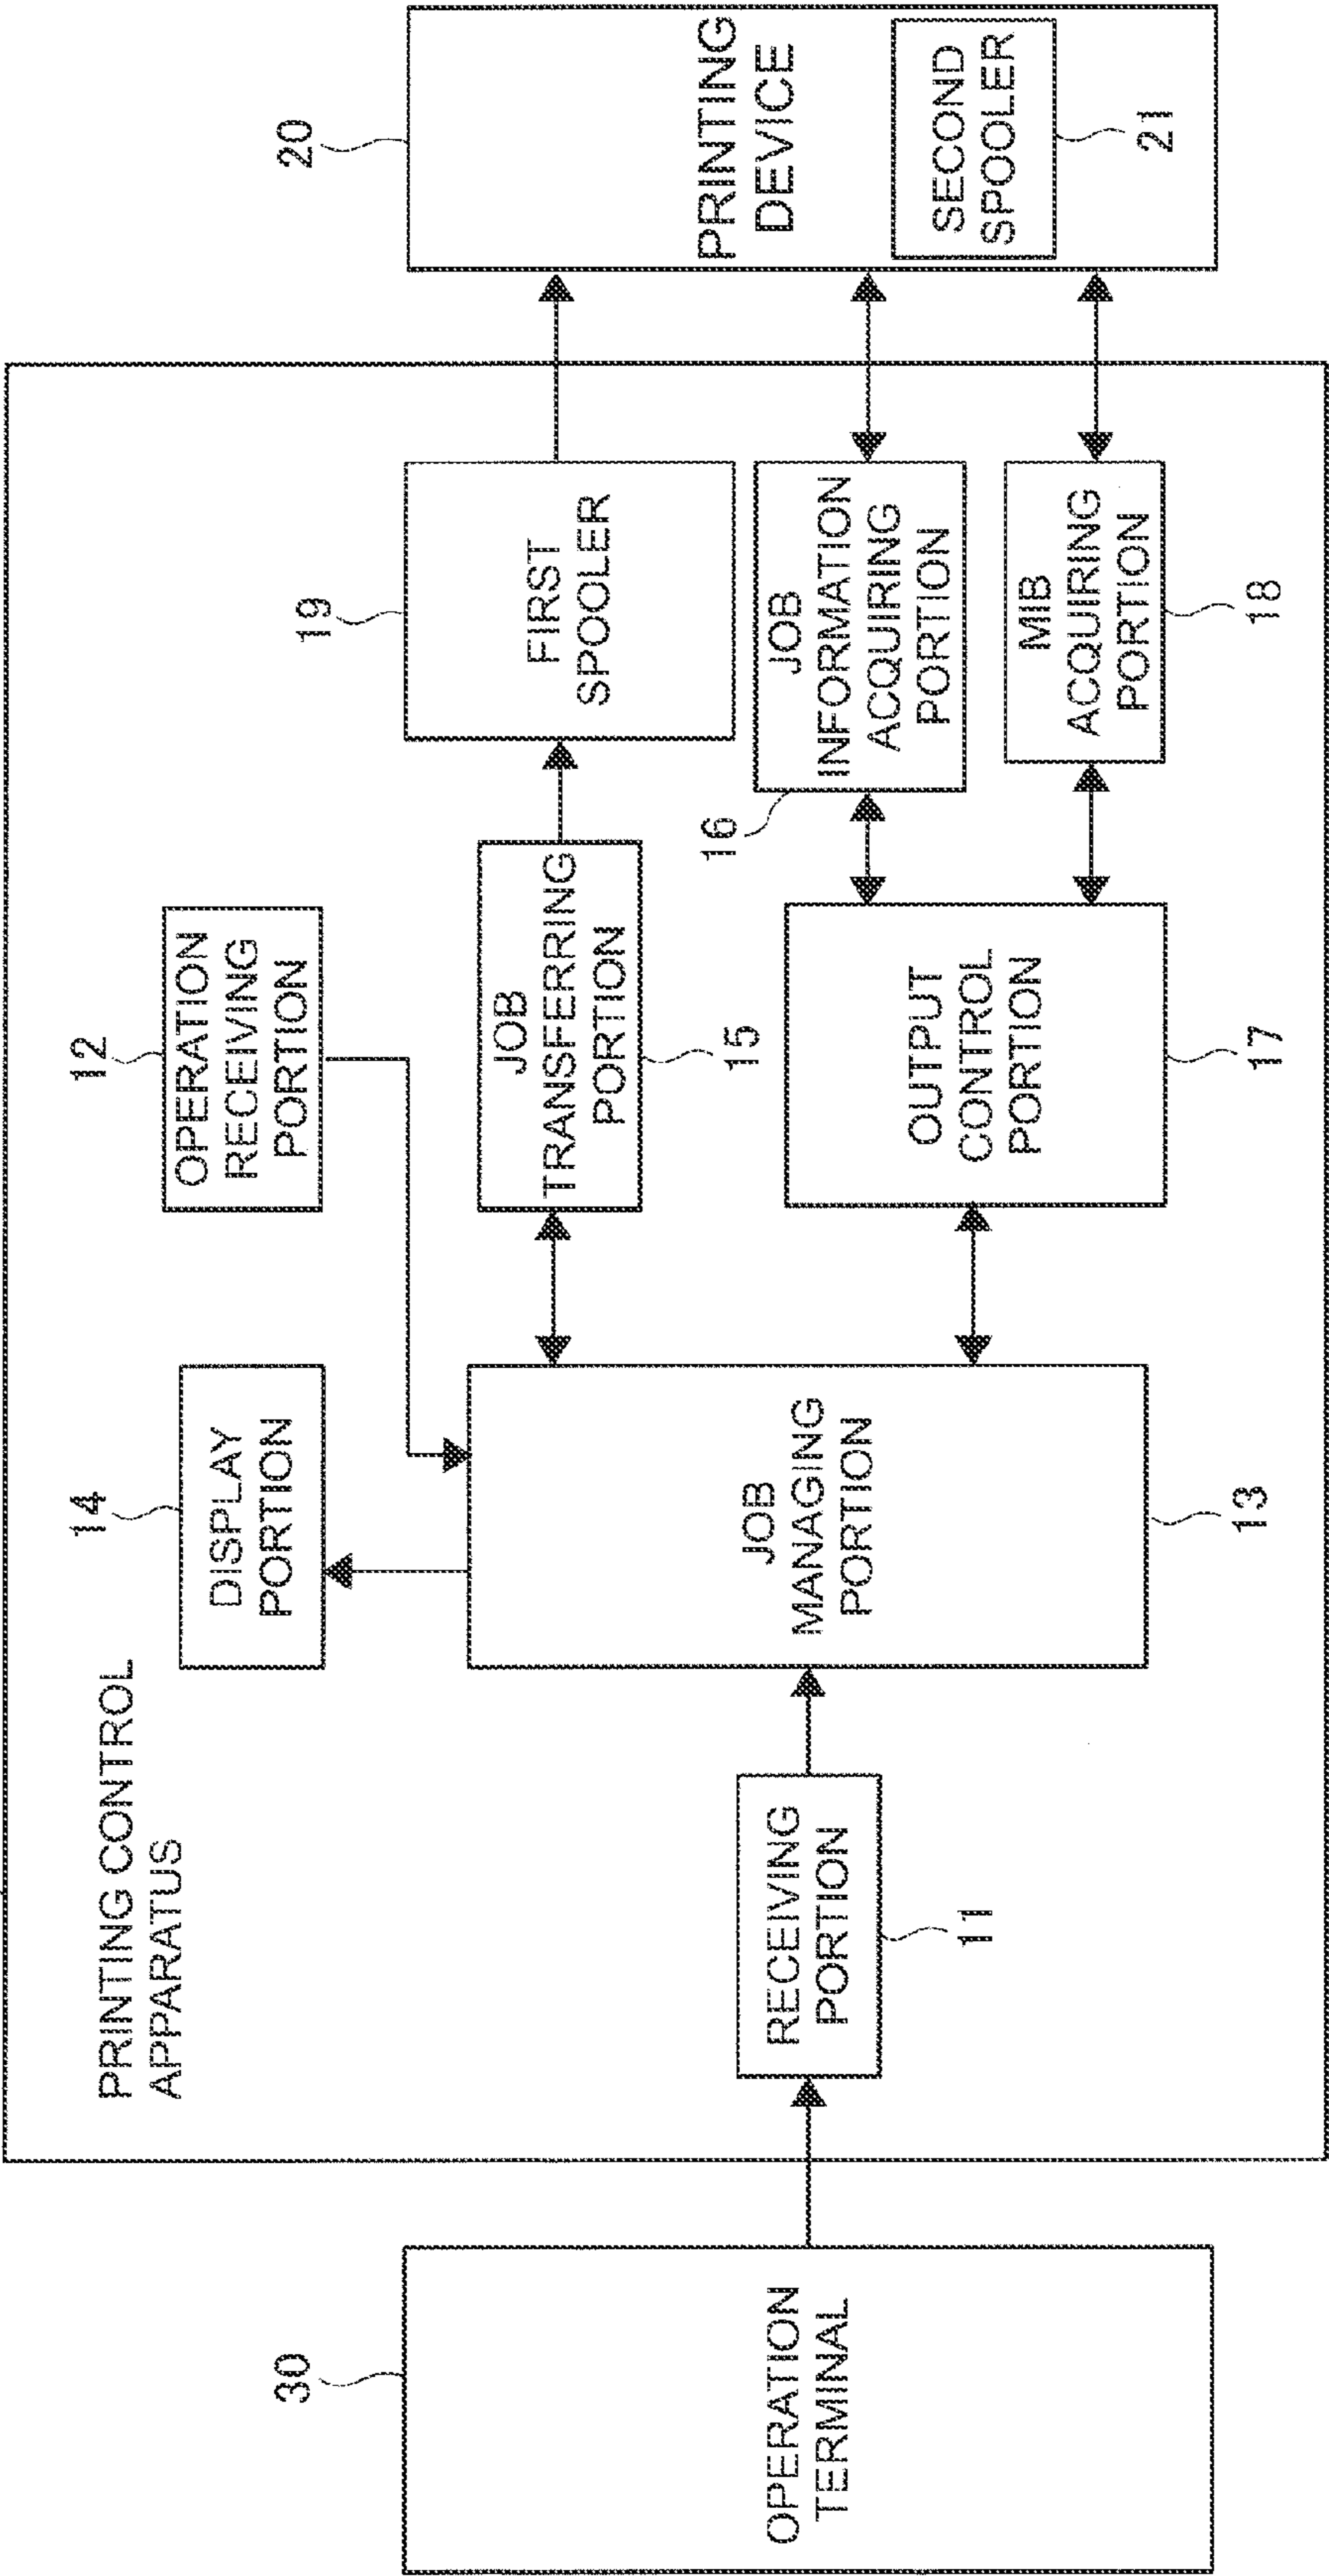 PRINTING CONTROL
APPARATUS
30
OPERATION
TERMINAL
11
RECEIVING
PORTION
14
DISPLAY
PORTION
12
OPERATION
RECEIVING
PORTION
13
JOB
MANAGING
PORTION
15
JOB
TRANSFERRING
PORTION
17
OUTPUT
CONTROL
PORTION
19
FIRST
SPOOLER
16
JOB
INFORMATION
ACQUIRING
PORTION
18
MIB
ACQUIRING
PORTION
20
PRINTING
DEVICE
SECOND
SPOOLER
21